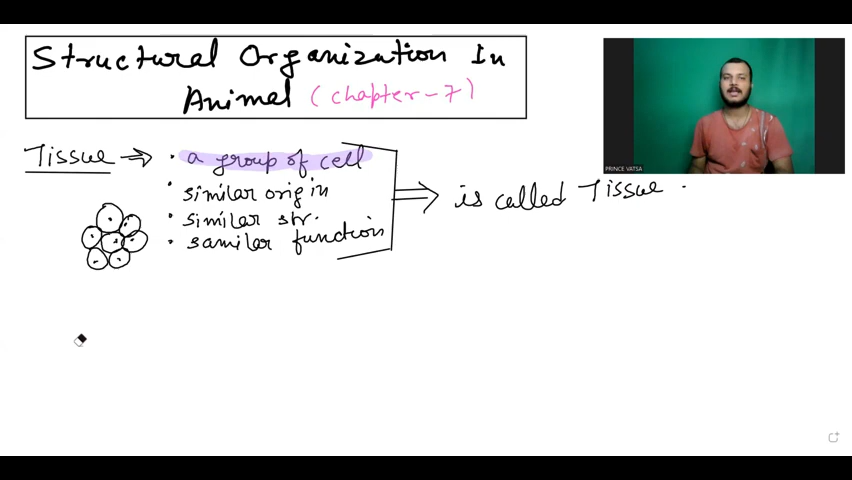 Structural Organization In
Animal (chapter-7)
PRINCE VATSA
Tissue ⇒ • a group of cell
• similar origin
• similar str.
• samilar function
⇒ is called Tissue.